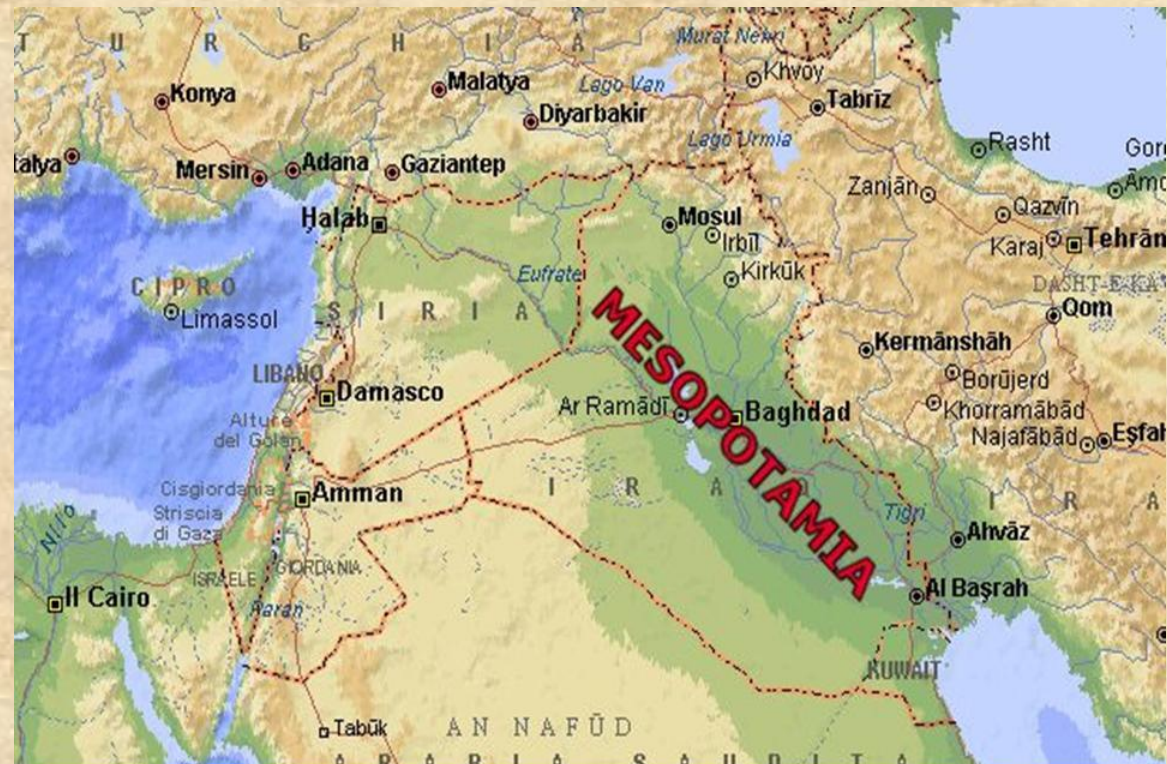 T U R C H I A
Murat Nehri
Khvoy
Malatya
Lago Van
Konya
Tabrīz
Diyarbakir
Lago Urmia
Rasht
talya
Mersin
Adana
Gaziantep
Zanjān
Qazvīn
Ḩalab
Mosul
Irbīl
Karaj
Tehrān
Eufrate
Kirkūk
CIPRO
Limassol
S I R I A
MESOPOTAMIA
Qom
Kermānshāh
LIBANO
Damasco
Borūjerd
Ar Ramādī
Baghdad
Khorramābād
Alture
del Golan
Najafābād
Eşfah
Cisgiordania
Amman
I R A Q
I R A
Striscia
di Gaza
Nilo
Tigri
Ahvāz
ISRAELE
GIORDANIA
Il Cairo
Al Başrah
Paran
KUWAIT
Tabūk
AN NAFŪD
A R A B I A S A U D I T A